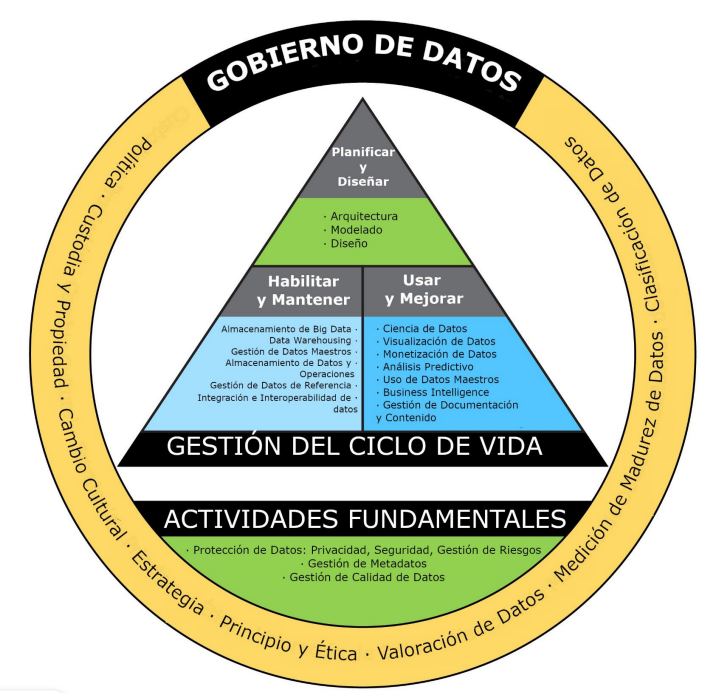 GOBIERNO DE DATOS
Política · Custodia y Propiedad · Cambio Cultural · Estrategia · Principio y Ética · Valoración de Datos · Medición de Madurez de Datos · Clasificación de Datos
Planificar
y
Diseñar
· Arquitectura
· Modelado
· Diseño
Habilitar
y Mantener
Almacenamiento de Big Data ·
Data Warehousing ·
Gestión de Datos Maestros ·
Almacenamiento de Datos y ·
Operaciones
Gestión de Datos de Referencia ·
Integración e Interoperabilidad de ·
datos
Usar
y Mejorar
· Ciencia de Datos
· Visualización de Datos
· Monetización de Datos
· Análisis Predictivo
· Uso de Datos Maestros
· Business Intelligence
· Gestión de Documentación
y Contenido
GESTIÓN DEL CICLO DE VIDA
ACTIVIDADES FUNDAMENTALES
· Protección de Datos: Privacidad, Seguridad, Gestión de Riesgos
· Gestión de Metadatos
· Gestión de Calidad de Datos